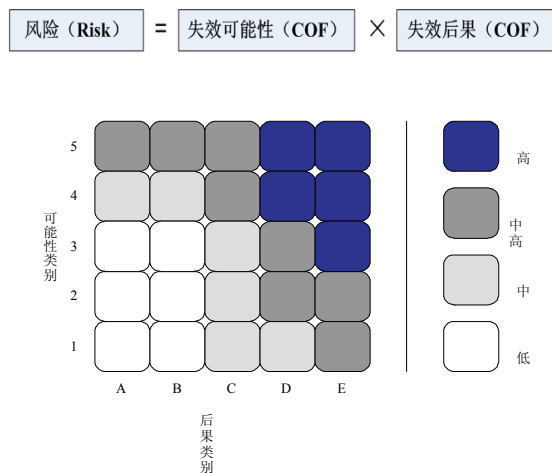 风险（Risk） = 失效可能性（COF） × 失效后果（COF）
5
4
3
2
1
可能性类别
A B C D E
后果类别
高
中高
中
低